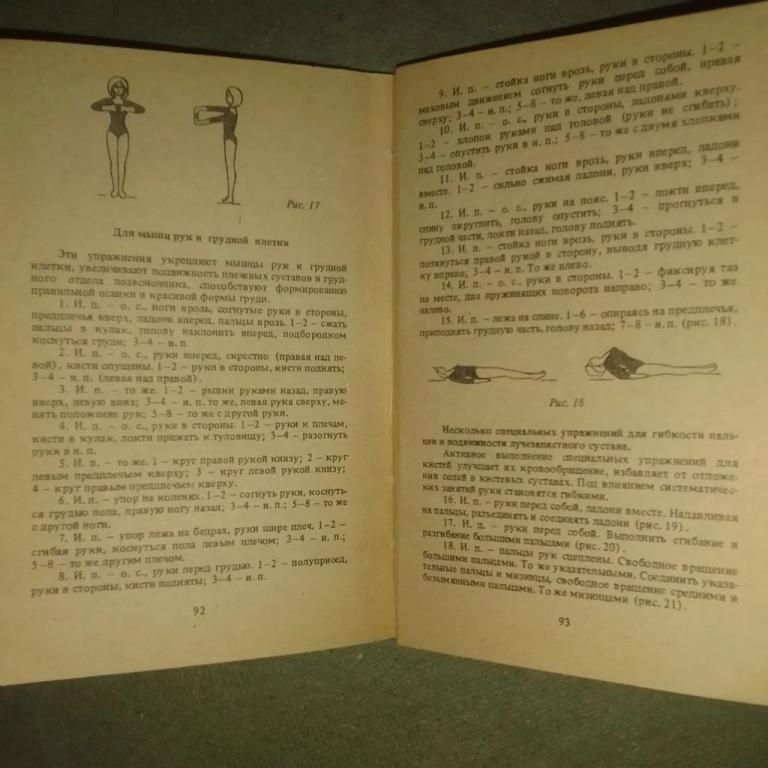 Рис. 17
Для мышц рук и грудной клетки
Эти упражнения укрепляют мышцы рук и грудной
клетки, увеличивают подвижность плечевых суставов и груд-
ного отдела позвоночника, способствуют формированию
правильной осанки и красивой формы груди.
1. И. п. – о. с., ноги врозь, согнутые руки в стороны,
предплечья вверх, ладони вперед, пальцы врозь. 1–2 – сжать
пальцы в кулак, голову наклонить вперед, подбородком
коснуться груди; 3–4 – и. п.
2. И. п. – о. с., руки вперед, скрестно (правая над ле-
вой), кисти опущены. 1–2 – руки в стороны, кисти поднять;
3–4 – и. п. (левая над правой).
3. И. п. – то же. 1–2 – рывки руками назад, правую
вверх, левую вниз; 3–4 – и. п. то же, левая рука сверху, ме-
нять положение рук; 5–8 – то же с другой руки.
4. И. п. – о. с., руки в стороны. 1–2 – руки к плечам,
кисти в кулак, локти прижать к туловищу; 3–4 – разогнуть
руки в и. п.
5. И. п. – то же. 1 – круг правой рукой книзу; 2 – круг
левым предплечьем кверху; 3 – круг левой рукой книзу;
4 – круг правым предплечьем кверху.
6. И. п. – упор на коленях. 1–2 – согнуть руки, коснуть-
ся грудью пола, правую ногу назад; 3–4 – и. п.; 5–8 – то же
с другой ноги.
7. И. п. – упор лежа на бедрах, руки шире плеч. 1–2 –
сгибая руки, коснуться пола левым плечом; 3–4 – и. п.;
5–8 – то же другим плечом.
8. И. п. – о. с., руки перед грудью. 1–2 – полуприсед,
руки в стороны, кисти подняты; 3–4 – и. п.
92
9. И. п. – стойка ноги врозь, руки в стороны. 1–2 –
маховым движением согнуть руки перед собой, правая
сверху; 3–4 – и. п.; 5–8 – то же, левая над правой.
10. И. п. – о. с., руки в стороны, ладонями кверху.
1–2 – хлопок руками над головой (руки не сгибать);
3–4 – опустить руки в и. п.; 5–8 – то же с двумя хлопками
над головой.
11. И. п. – стойка ноги врозь, руки вперед, ладони
вместе. 1–2 – сильно сжимая ладони, руки вверх; 3–4 –
и. п.
12. И. п. – о. с., руки на пояс. 1–2 – локти вперед,
спину округлить, голову опустить; 3–4 – прогнуться в
грудной части, локти назад, голову поднять.
13. И. п. – стойка ноги врозь, руки в стороны. 1–2 –
потянуться правой рукой в сторону, выводя грудную клет-
ку вправо; 3–4 – и. п. То же влево.
14. И. п. – о. с., руки в стороны. 1–2 – фиксируя таз
на месте, два пружинящих поворота направо; 3–4 – то же
налево.
15. И. п. – лежа на спине. 1–6 – опираясь на предплечья,
приподнять грудную часть, голову назад; 7–8 – и. п. (рис. 18).
Рис. 18
Несколько специальных упражнений для гибкости паль-
цев и подвижности лучезапястного сустава.
Активное выполнение специальных упражнений для
кистей улучшает их кровообращение, избавляет от отложе-
ния солей в кистевых суставах. Под влиянием систематичес-
ких занятий руки становятся гибкими.
16. И. п. – руки перед собой, ладони вместе. Надавливая
на пальцы, разъединять и соединять ладони (рис. 19).
17. И. п. – руки перед собой. Выполнить сгибание и
разгибание большими пальцами (рис. 20).
18. И. п. – пальцы рук сцеплены. Свободное вращение
большими пальцами. То же указательными. Соединить указа-
тельные пальцы и мизинцы, свободное вращение средними и
безымянными пальцами. То же мизинцами (рис. 21).
93